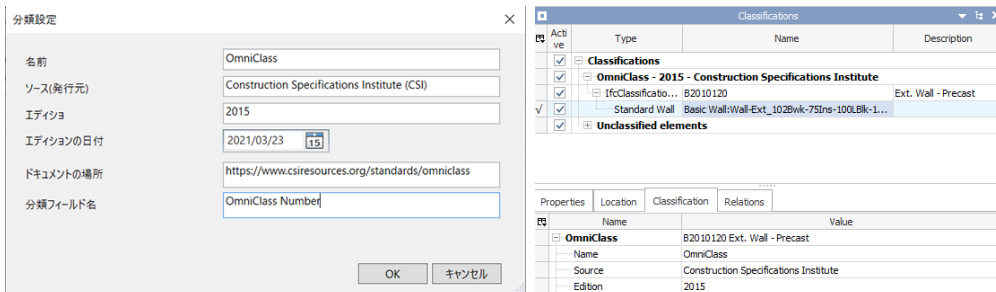 分類設定
名前
OmniClass
ソース(発行元)
Construction Specifications Institute (CSI)
エディショ
2015
エディションの日付
2021/03/23
15
ドキュメントの場所
https://www.csiresources.org/standards/omniclass
分類フィールド名
OmniClass Number
OK
キャンセル
Classifications
Active
Type
Name
Description
Classifications
OmniClass - 2015 - Construction Specifications Institute
IfcClassificatio... B2010120 Ext. Wall - Precast
Standard Wall Basic Wall:Wall-Ext_102Bwk-75Ins-100LBlk-1...
Unclassified elements
Properties Location Classification Relations
Name Value
OmniClass B2010120 Ext. Wall - Precast
Name OmniClass
Source Construction Specifications Institute
Edition 2015